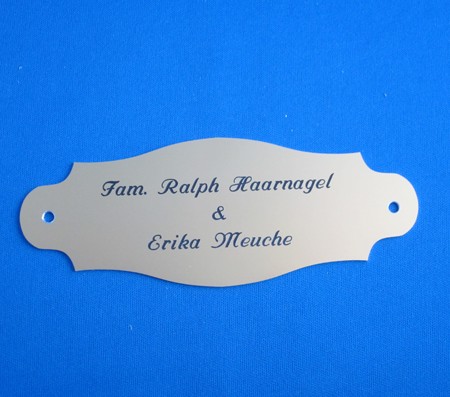 Fam. Ralph Haarnagel
&
Erika Meuche